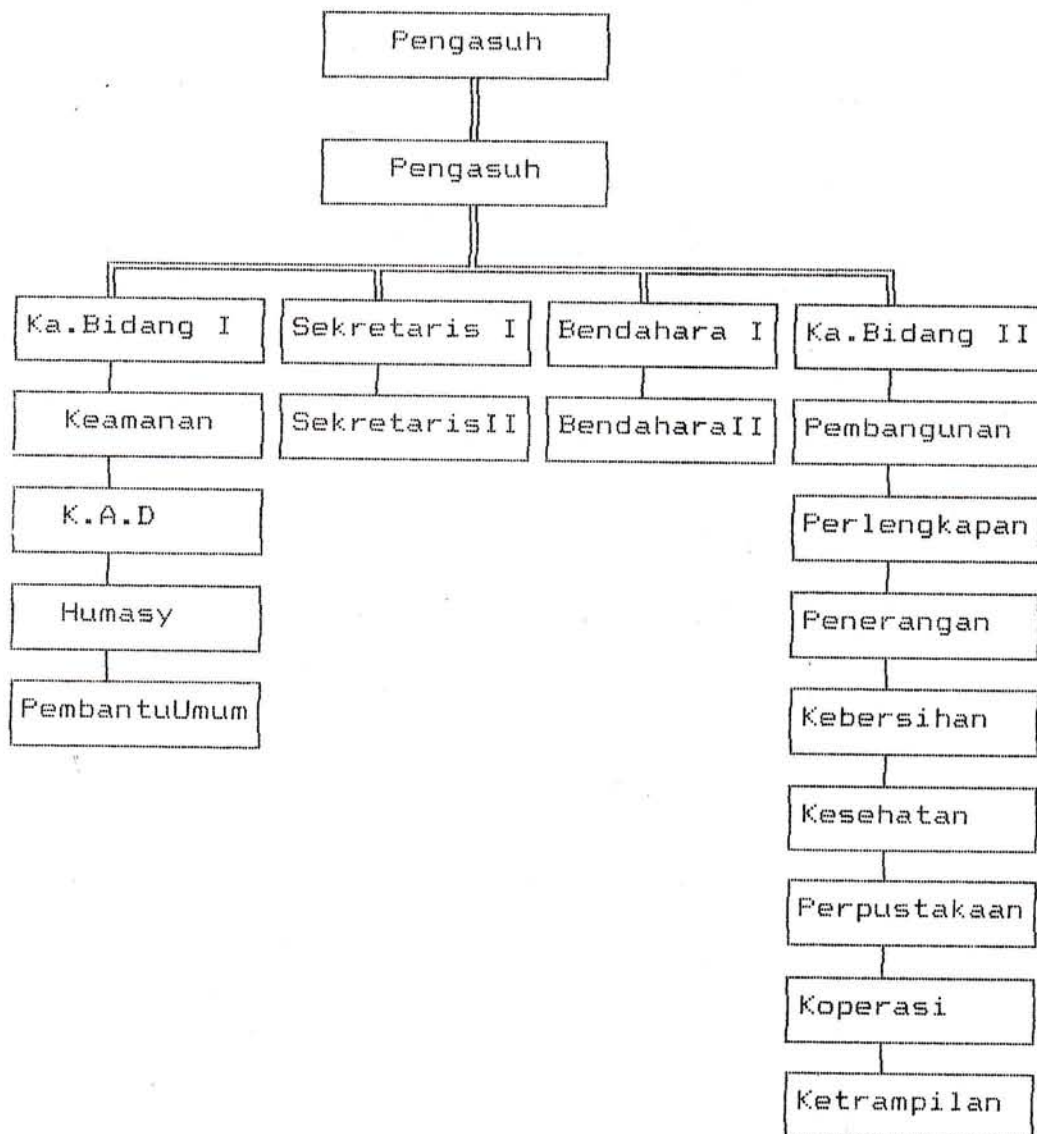 Pengasuh
Pengasuh
Ka.Bidang I
Sekretaris I
Bendahara I
Ka.Bidang II
Keamanan
SekretarisII
BendaharaII
Pembangunan
K.A.D
Perlengkapan
Humasy
Penerangan
PembantuUmum
Kebersihan
Kesehatan
Perpustakaan
Koperasi
Ketrampilan